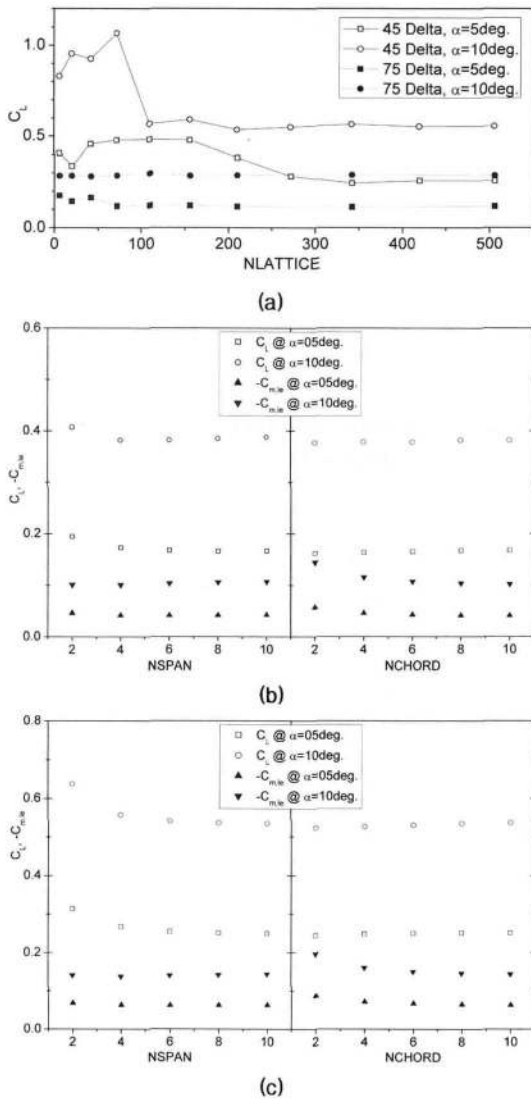 1.0
0.5
0.0
C_L
45 Delta, α=5deg.
45 Delta, α=10deg.
75 Delta, α=5deg.
75 Delta, α=10deg.
0 100 200 300 400 500
NLATTICE
(a)
0.6
0.4
0.2
0.0
C_L, -C_m,le
C_L @ α=05deg.
C_L @ α=10deg.
-C_m,le @ α=05deg.
-C_m,le @ α=10deg.
2 4 6 8 10 2 4 6 8 10
NSPAN NCHORD
(b)
0.8
0.6
0.4
0.2
0.0
C_L, -C_m,le
C_L @ α=05deg.
C_L @ α=10deg.
-C_m,le @ α=05deg.
-C_m,le @ α=10deg.
2 4 6 8 10 2 4 6 8 10
NSPAN NCHORD
(c)